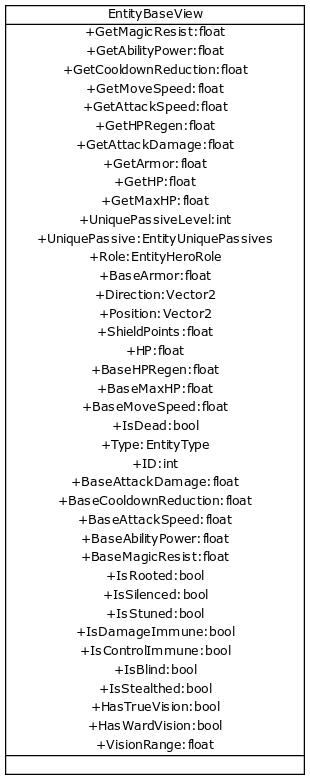 EntityBaseView
+GetMagicResist:float
+GetAbilityPower:float
+GetCooldownReduction:float
+GetMoveSpeed:float
+GetAttackSpeed:float
+GetHPRegen:float
+GetAttackDamage:float
+GetArmor:float
+GetHP:float
+GetMaxHP:float
+UniquePassiveLevel:int
+UniquePassive:EntityUniquePassives
+Role:EntityHeroRole
+BaseArmor:float
+Direction:Vector2
+Position:Vector2
+ShieldPoints:float
+HP:float
+BaseHPRegen:float
+BaseMaxHP:float
+BaseMoveSpeed:float
+IsDead:bool
+Type:EntityType
+ID:int
+BaseAttackDamage:float
+BaseCooldownReduction:float
+BaseAttackSpeed:float
+BaseAbilityPower:float
+BaseMagicResist:float
+IsRooted:bool
+IsSilenced:bool
+IsStuned:bool
+IsDamageImmune:bool
+IsControlImmune:bool
+IsBlind:bool
+IsStealthed:bool
+HasTrueVision:bool
+HasWardVision:bool
+VisionRange:float